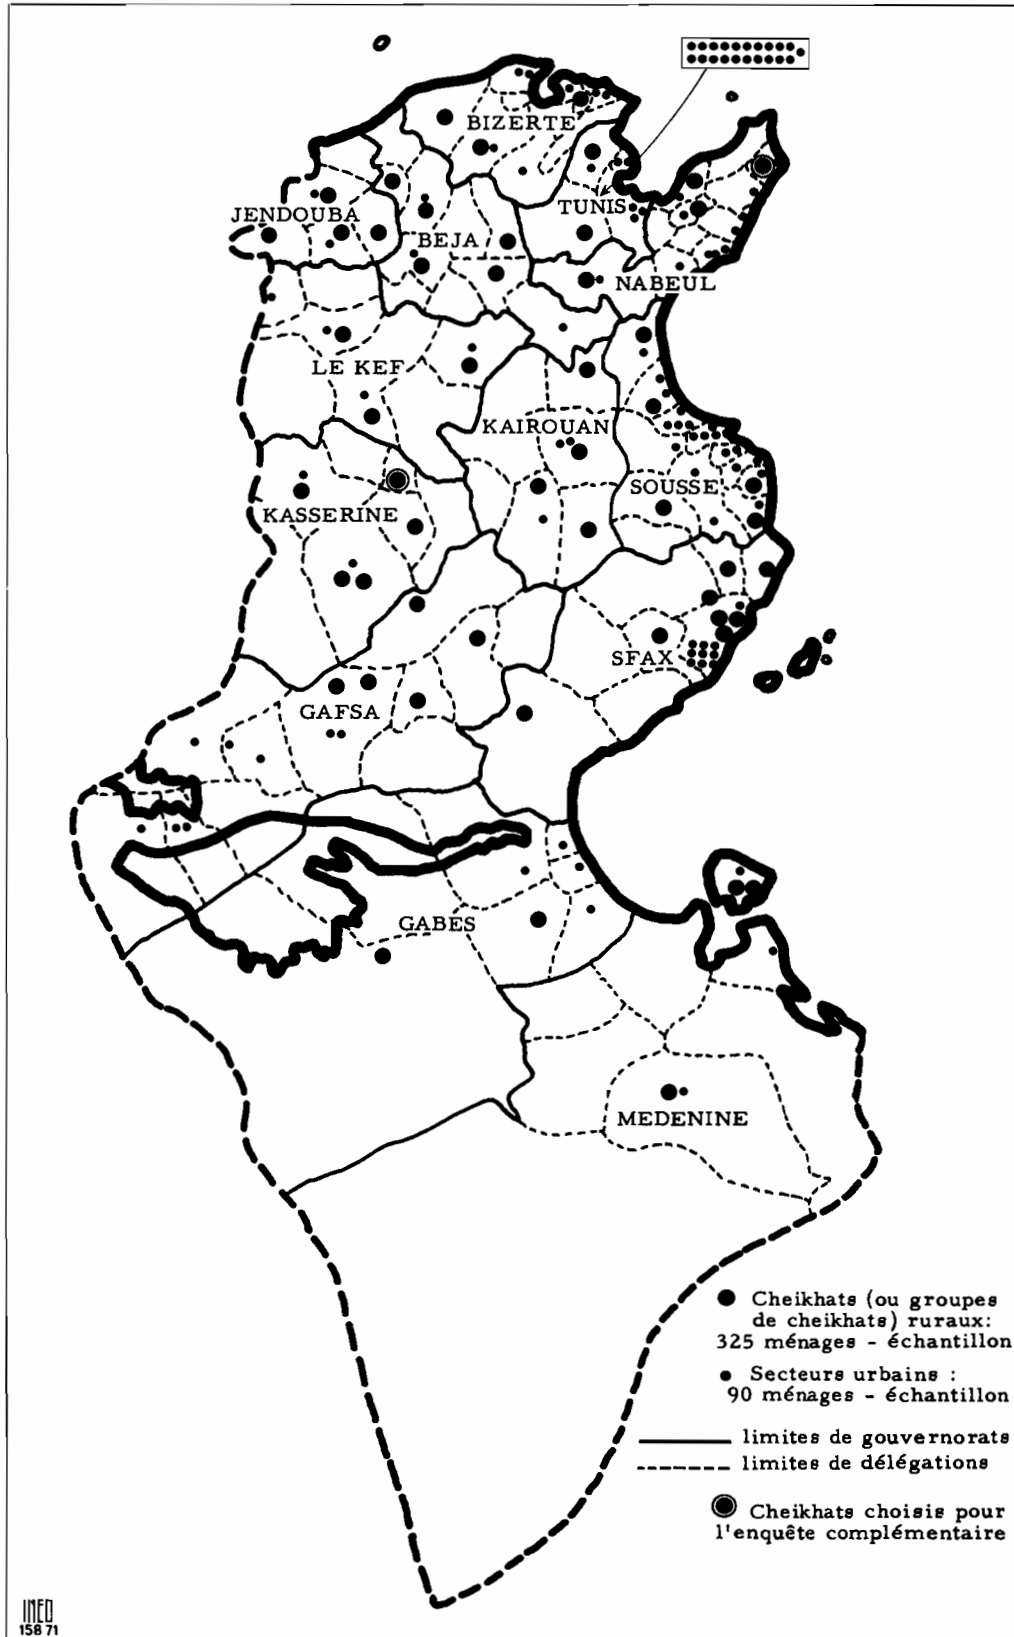 BIZERTE
TUNIS
JENDOUBA
BEJA
NABEUL
LE KEF
KAIROUAN
SOUSSE
KASSERINE
SFAX
GAFSA
GABES
MEDENINE
Cheikhats (ou groupes
de cheikhats) ruraux:
325 ménages - échantillon
Secteurs urbains :
90 ménages - échantillon
limites de gouvernorats
limites de délégations
Cheikhats choisis pour
l'enquête complémentaire
INED
158 71